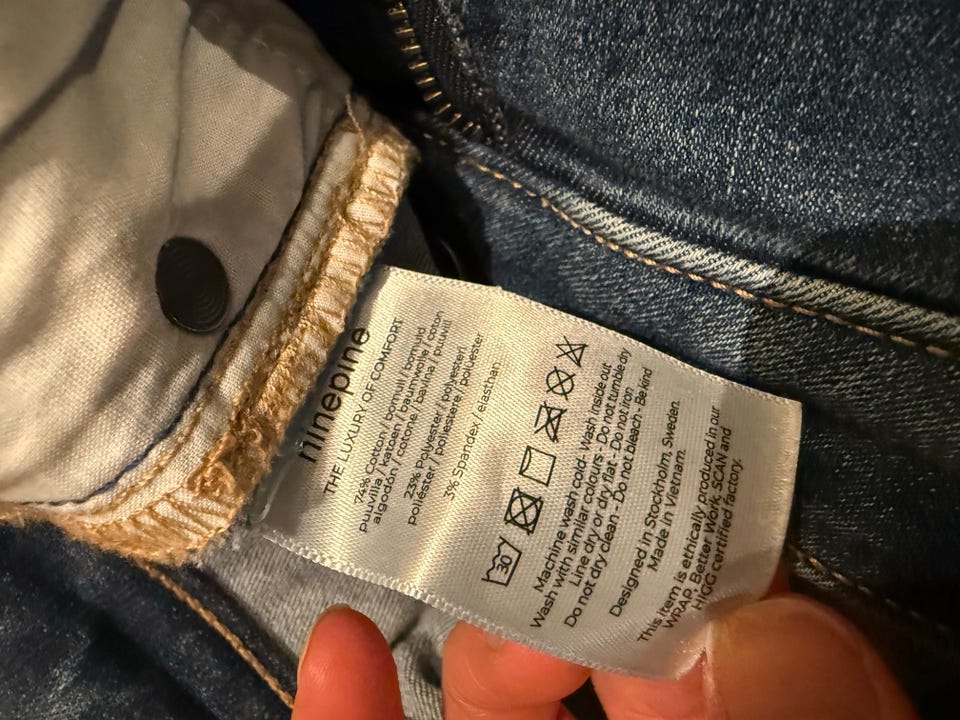 ninepine
THE LUXURY OF COMFORT
74% Cotton / bomull / bomuld
puuvilla / katoen / baumwolle / coton
algodón / cotone / bavlna / puuvill
23% Polyester / polyesteri
poliéster / poliestere polyester
3% Spandex / elasthan
30
Machine wash cold - Wash inside out
Wash with similar colours - Do not tumble dry
Line dry or dry flat - Do not iron
Do not dry clean - Do not bleach - Be kind
Designed in Stockholm, Sweden.
Made in Vietnam.
This item is ethically produced in our
WRAP, Better Work, SCAN and
HIGG certified factory.